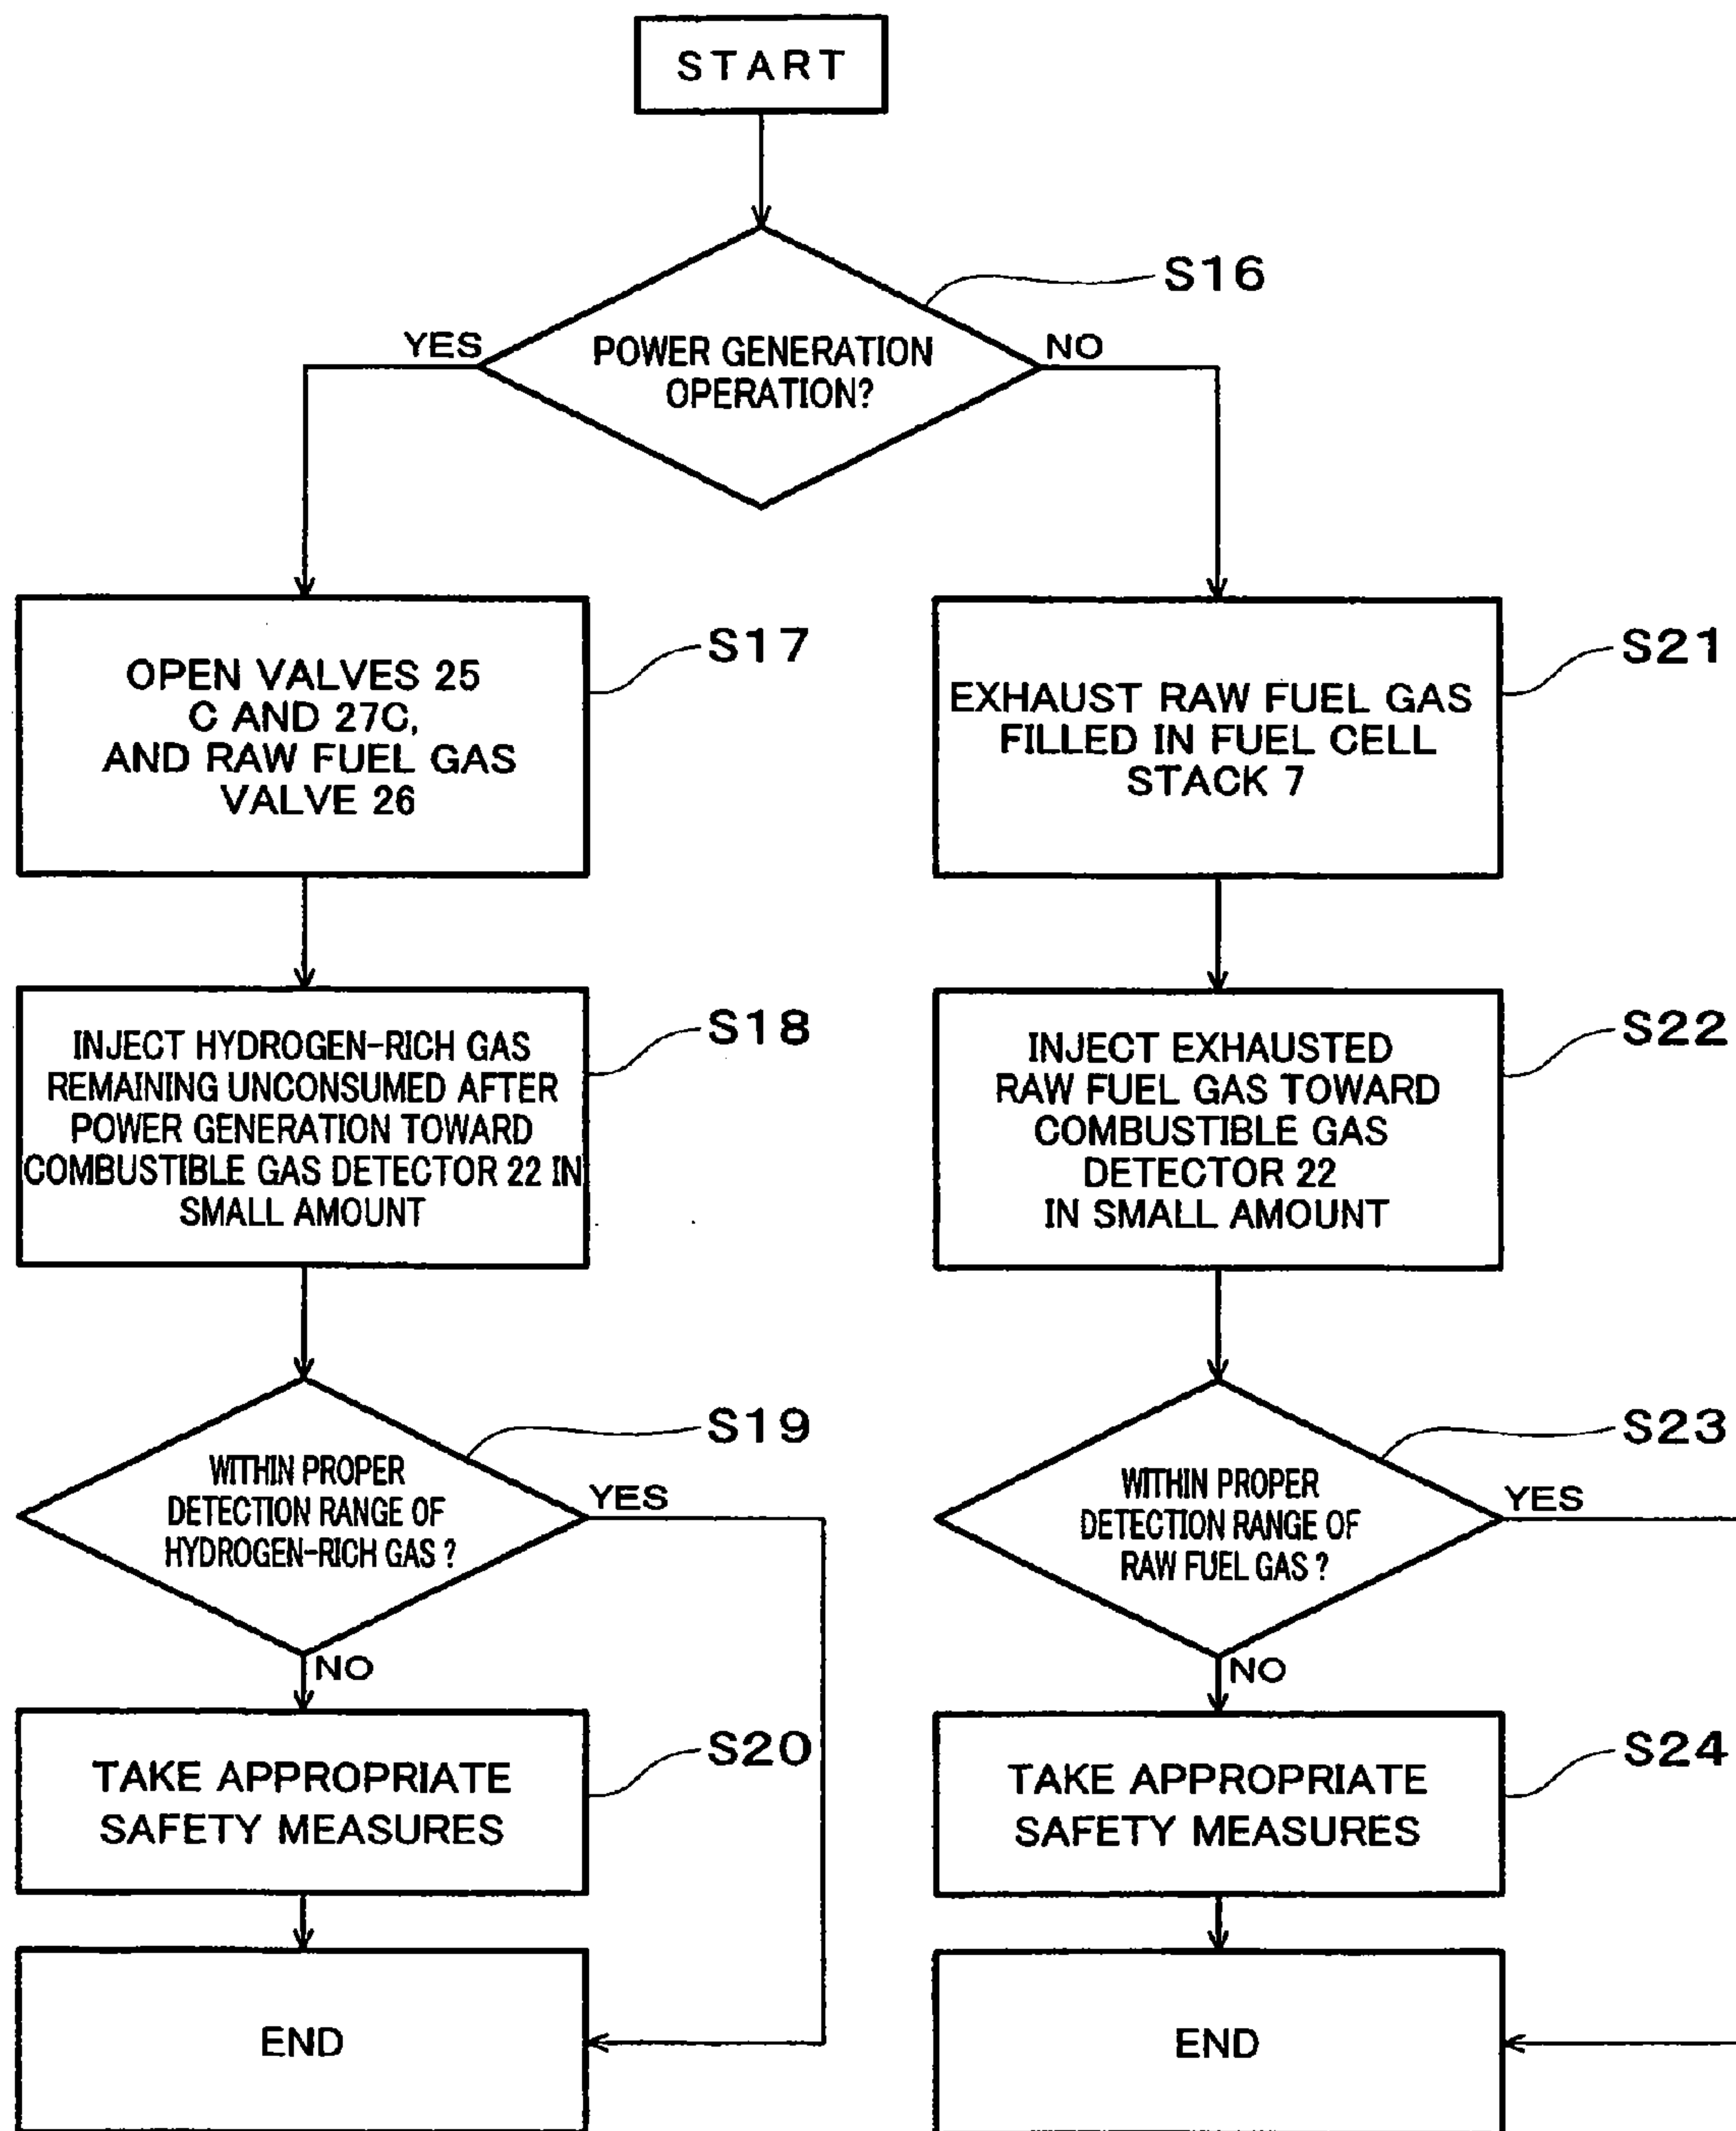 START
S16
YES
NO
POWER GENERATION
OPERATION?
S17
OPEN VALVES 25
C AND 27C,
AND RAW FUEL GAS
VALVE 26
S18
INJECT HYDROGEN-RICH GAS
REMAINING UNCONSUMED AFTER
POWER GENERATION TOWARD
COMBUSTIBLE GAS DETECTOR 22 IN
SMALL AMOUNT
S19
WITHIN PROPER
DETECTION RANGE OF
HYDROGEN-RICH GAS ?
YES
NO
S20
TAKE APPROPRIATE
SAFETY MEASURES
END
S21
EXHAUST RAW FUEL GAS
FILLED IN FUEL CELL
STACK 7
S22
INJECT EXHAUSTED
RAW FUEL GAS TOWARD
COMBUSTIBLE GAS
DETECTOR 22
IN SMALL AMOUNT
S23
WITHIN PROPER
DETECTION RANGE OF
RAW FUEL GAS ?
YES
NO
S24
TAKE APPROPRIATE
SAFETY MEASURES
END